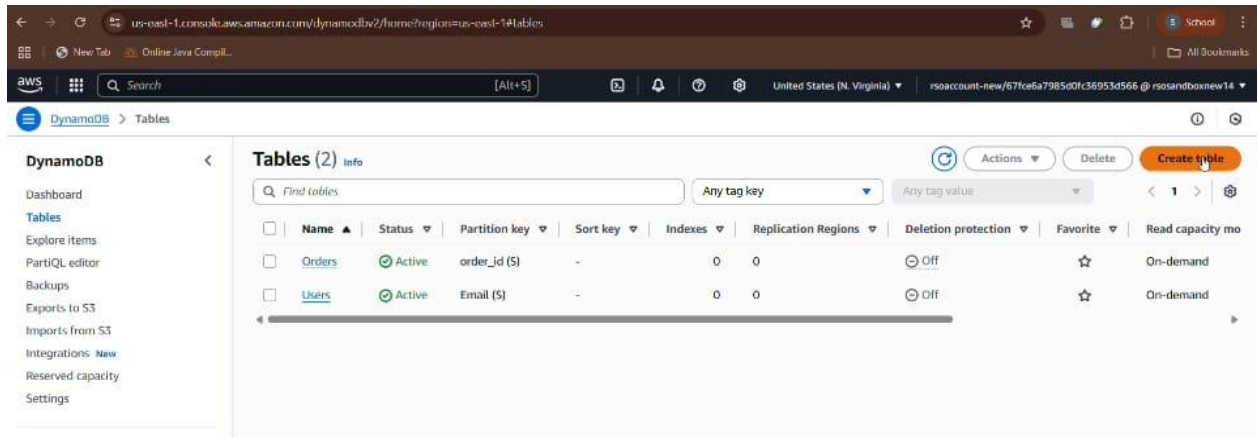 us-east-1.console.aws.amazon.com/dynamodbv2/home?region=us-east-1#tables
S School
New Tab Online Java Compil...
All Bookmarks
aws Search [Alt+S] United States (N. Virginia) ▼ rsoaccount-new/67fce6a7985d0fc36953d566 @ rsosandboxnew14 ▼
DynamoDB > Tables
DynamoDB
Dashboard
Tables
Explore items
PartiQL editor
Backups
Exports to S3
Imports from S3
Integrations New
Reserved capacity
Settings
Tables (2) Info
Actions ▼ Delete Create table
Find tables Any tag key Any tag value 1
Name Status Partition key Sort key Indexes Replication Regions Deletion protection Favorite Read capacity mo
Orders Active order_id (S) - 0 0 Off On-demand
Users Active Email (S) - 0 0 Off On-demand